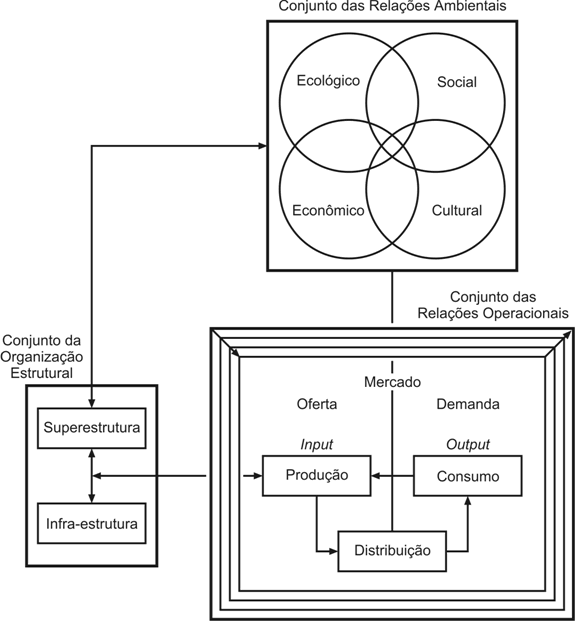 Conjunto das Relações Ambientais
Ecológico
Social
Econômico
Cultural
Conjunto das
Relações Operacionais
Conjunto da
Organização
Estrutural
Mercado
Oferta
Demanda
Superestrutura
Input
Output
Produção
Consumo
Infra-estrutura
Distribuição